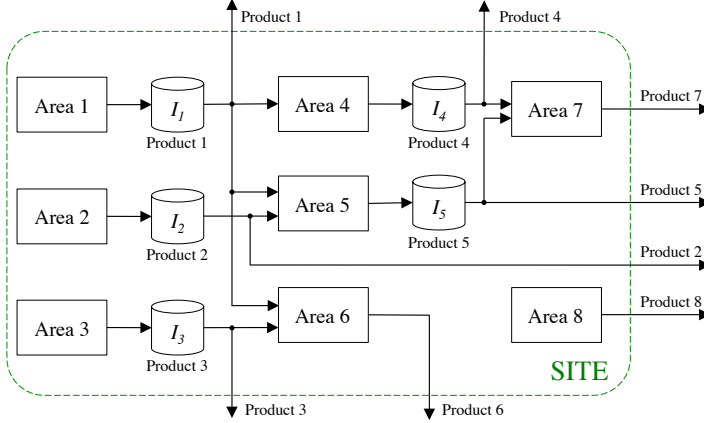 Product 1
Product 4
Area 1
I1
Product 1
Area 4
I4
Product 4
Area 7
Product 7
Area 2
I2
Product 2
Area 5
I5
Product 5
Product 5
Product 2
Area 3
I3
Product 3
Area 6
Area 8
Product 8
SITE
Product 3
Product 6